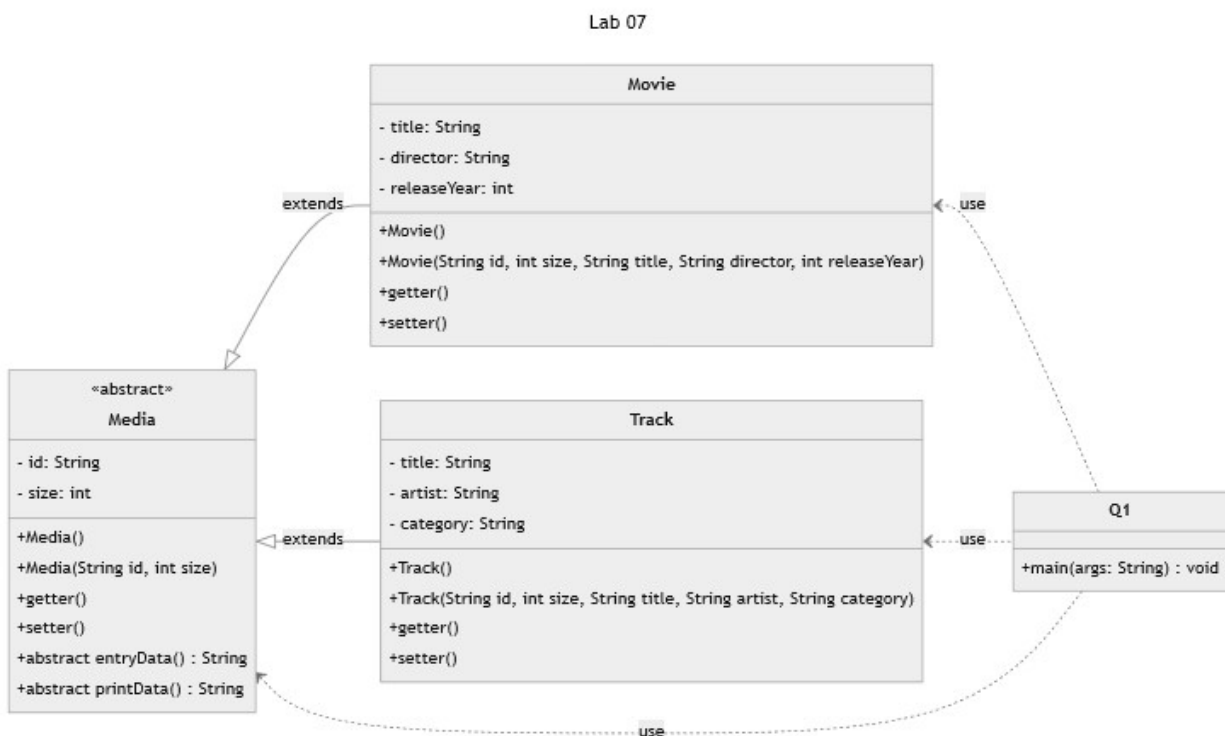 Lab 07
Movie
- title: String
- director: String
- releaseYear: int
+Movie()
+Movie(String id, int size, String title, String director, int releaseYear)
+getter()
+setter()
extends
use
«abstract»
Media
- id: String
- size: int
+Media()
+Media(String id, int size)
+getter()
+setter()
+abstract entryData() : String
+abstract printData() : String
extends
Track
- title: String
- artist: String
- category: String
+Track()
+Track(String id, int size, String title, String artist, String category)
+getter()
+setter()
use
Q1
+main(args: String) : void
use